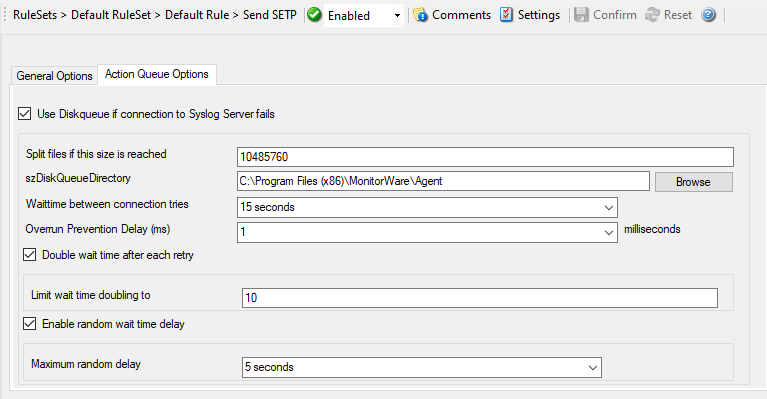 RuleSets > Default RuleSet > Default Rule > Send SETP Enabled Comments Settings Confirm Reset
General Options Action Queue Options
Use Diskqueue if connection to Syslog Server fails
Split files if this size is reached 10485760
szDiskQueueDirectory C:\Program Files (x86)\MonitorWare\Agent Browse
Waittime between connection tries 15 seconds
Overrun Prevention Delay (ms) 1 milliseconds
Double wait time after each retry
Limit wait time doubling to 10
Enable random wait time delay
Maximum random delay 5 seconds